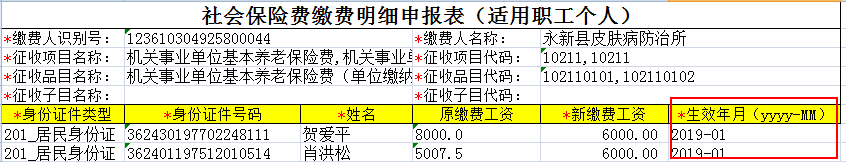 社会保险费缴费明细申报表（适用职工个人）
*缴费人识别号： 123610304925800044 *缴费人名称： 永新县皮肤病防治所
*征收项目名称： 机关事业单位基本养老保险费,机关事业单 *征收项目代码： 10211,10211
*征收品目名称： 机关事业单位基本养老保险费（单位缴纳 *征收品目代码： 102110101,102110102
*征收子目名称： *征收子目代码：
*身份证件类型 *身份证件号码 *姓名 原缴费工资 *新缴费工资 *生效年月（yyyy-MM）
201_居民身份证 362430197702248111 贺爱平 8000.0 6000.00 2019-01
201_居民身份证 362401197512010514 肖洪松 5007.5 6000.00 2019-01